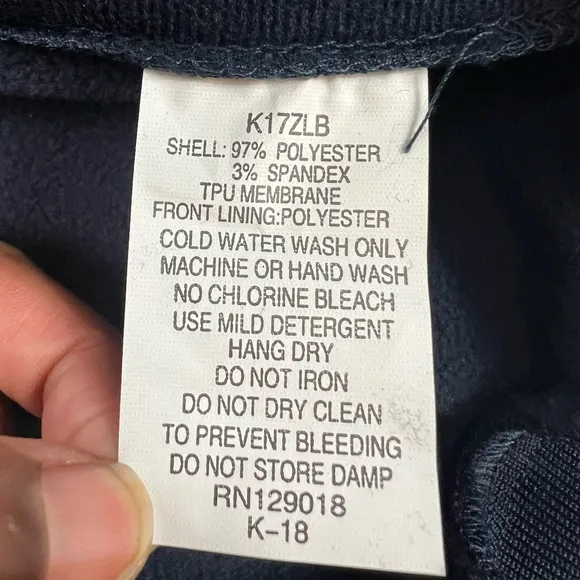 K17ZLB
SHELL: 97% POLYESTER
3% SPANDEX
TPU MEMBRANE
FRONT LINING:POLYESTER
COLD WATER WASH ONLY
MACHINE OR HAND WASH
NO CHLORINE BLEACH
USE MILD DETERGENT
HANG DRY
DO NOT IRON
DO NOT DRY CLEAN
TO PREVENT BLEEDING
DO NOT STORE DAMP
RN129018
K-18